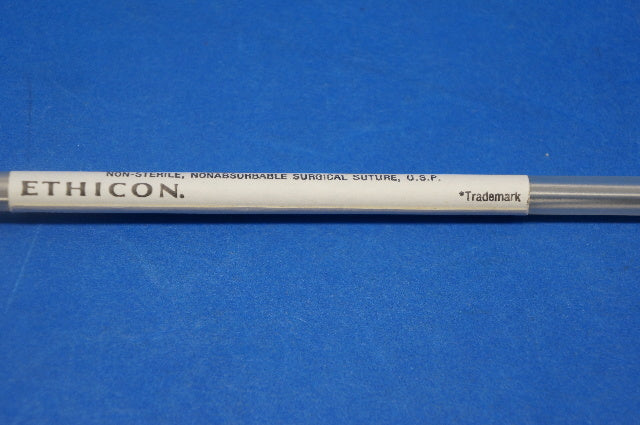 NON-STERILE, NONABSORBABLE SURGICAL SUTURE, U.S.P.
ETHICON.
*Trademark